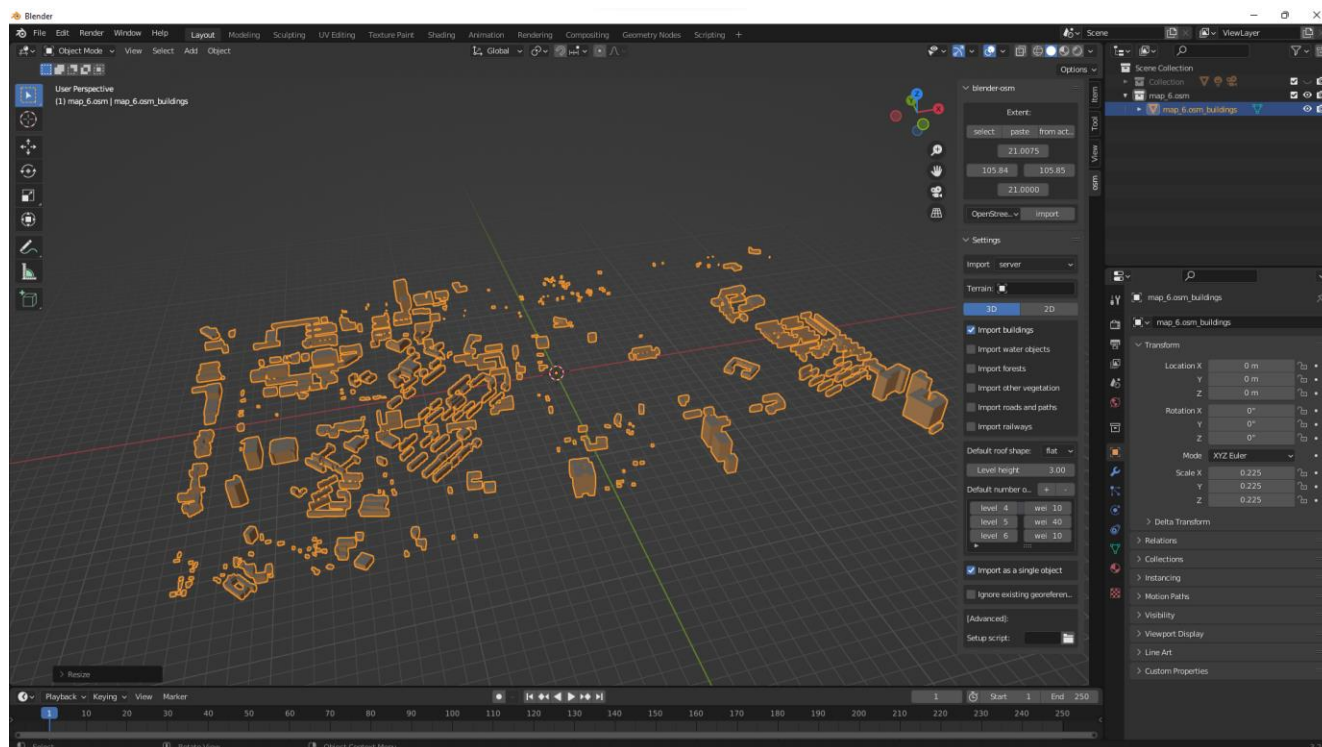 Blender
File Edit Render Window Help Layout Modeling Sculpting UV Editing Texture Paint Shading Animation Rendering Compositing Geometry Nodes Scripting + Scene ViewLayer
Object Mode View Select Add Object Global
Options
User Perspective
(1) map_6.osm | map_6.osm_buildings
Z
X
Item
Tool
View
osm
blender-osm
Extent:
select paste from act...
21.0075
105.84 105.85
21.0000
OpenStree... import
Settings
Import server
Terrain:
3D 2D
Import buildings
Import water objects
Import forests
Import other vegetation
Import roads and paths
Import railways
Default roof shape: flat
Level height 3.00
Default number o... + -
level 4 wei 10
level 5 wei 40
level 6 wei 10
Import as a single object
Ignore existing georeferen...
[Advanced]:
Setup script:
Scene Collection
Collection
map_6.osm
map_6.osm_buildings
map_6.osm_buildings
map_6.osm_buildings
Transform
Location X 0 m
Y 0 m
Z 0 m
Rotation X 0°
Y 0°
Z 0°
Mode XYZ Euler
Scale X 0.225
Y 0.225
Z 0.225
Delta Transform
Relations
Collections
Instancing
Motion Paths
Visibility
Viewport Display
Line Art
Custom Properties
> Resize
Playback Keying View Marker 1 Start 1 End 250
1 10 20 30 40 50 60 70 80 90 100 110 120 130 140 150 160 170 180 190 200 210 220 230 240 250
Select Rotate View Object Context Menu